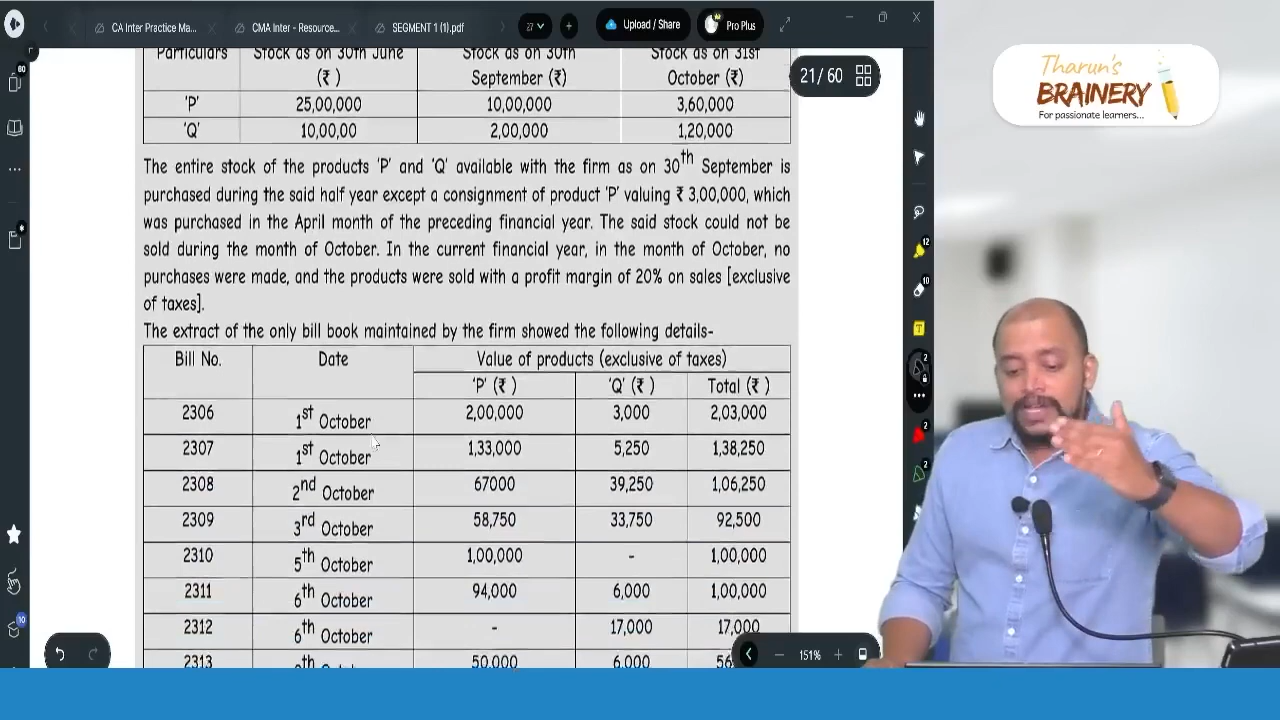 CA Inter Practice Ma...
CMA Inter - Resource...
SEGMENT 1 (1).pdf
27
Upload / Share
Pro Plus
Particulars Stock as on 30th June (₹ ) Stock as on 30th September (₹) Stock as on 31st October (₹)
21 / 60
'P' 25,00,000 10,00,000 3,60,000
'Q' 10,00,00 2,00,000 1,20,000
The entire stock of the products 'P' and 'Q' available with the firm as on 30th September is
purchased during the said half year except a consignment of product 'P' valuing ₹ 3,00,000, which
was purchased in the April month of the preceding financial year. The said stock could not be
sold during the month of October. In the current financial year, in the month of October, no
purchases were made, and the products were sold with a profit margin of 20% on sales [exclusive
of taxes].
The extract of the only bill book maintained by the firm showed the following details-
Bill No. Date Value of products (exclusive of taxes)
'P' (₹ ) 'Q' (₹ ) Total (₹ )
2306 1st October 2,00,000 3,000 2,03,000
2307 1st October 1,33,000 5,250 1,38,250
2308 2nd October 67000 39,250 1,06,250
2309 3rd October 58,750 33,750 92,500
2310 5th October 1,00,000 - 1,00,000
2311 6th October 94,000 6,000 1,00,000
2312 6th October - 17,000 17,000
2313 50,000 6,000
151%
Tharun's
BRAINERY
For passionate learners...
80
12
10
T
2
2
2
10